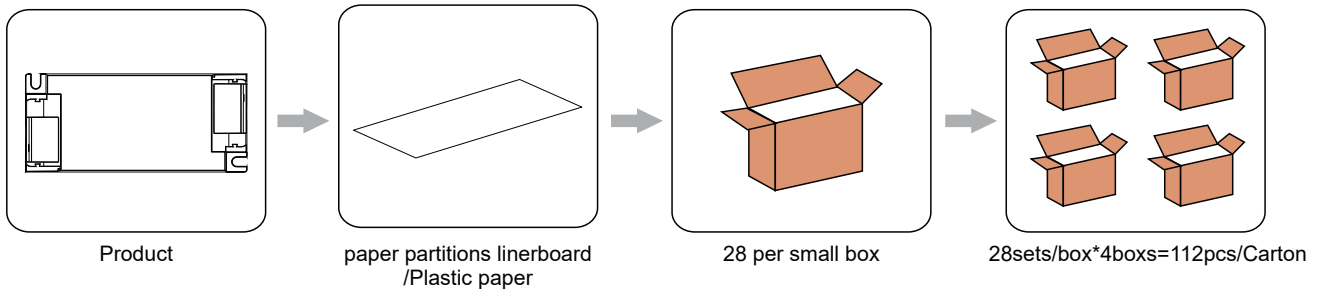 Product
paper partitions linerboard
/Plastic paper
28 per small box
28sets/box*4boxs=112pcs/Carton